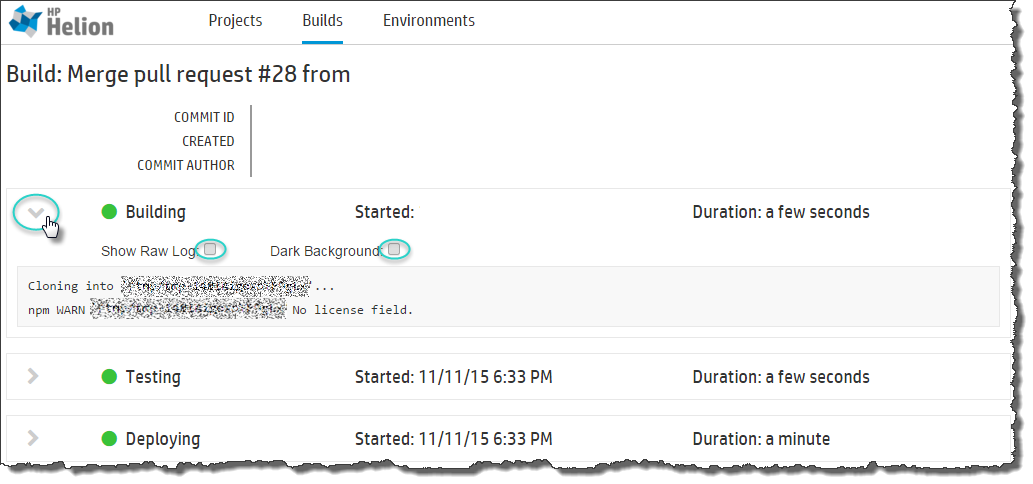 HP
Helion
Projects
Builds
Environments
Build: Merge pull request #28 from
COMMIT ID
CREATED
COMMIT AUTHOR
Building
Started:
Duration: a few seconds
Show Raw Log
Dark Background
Cloning into ...
npm WARN No license field.
Testing
Started: 11/11/15 6:33 PM
Duration: a few seconds
Deploying
Started: 11/11/15 6:33 PM
Duration: a minute